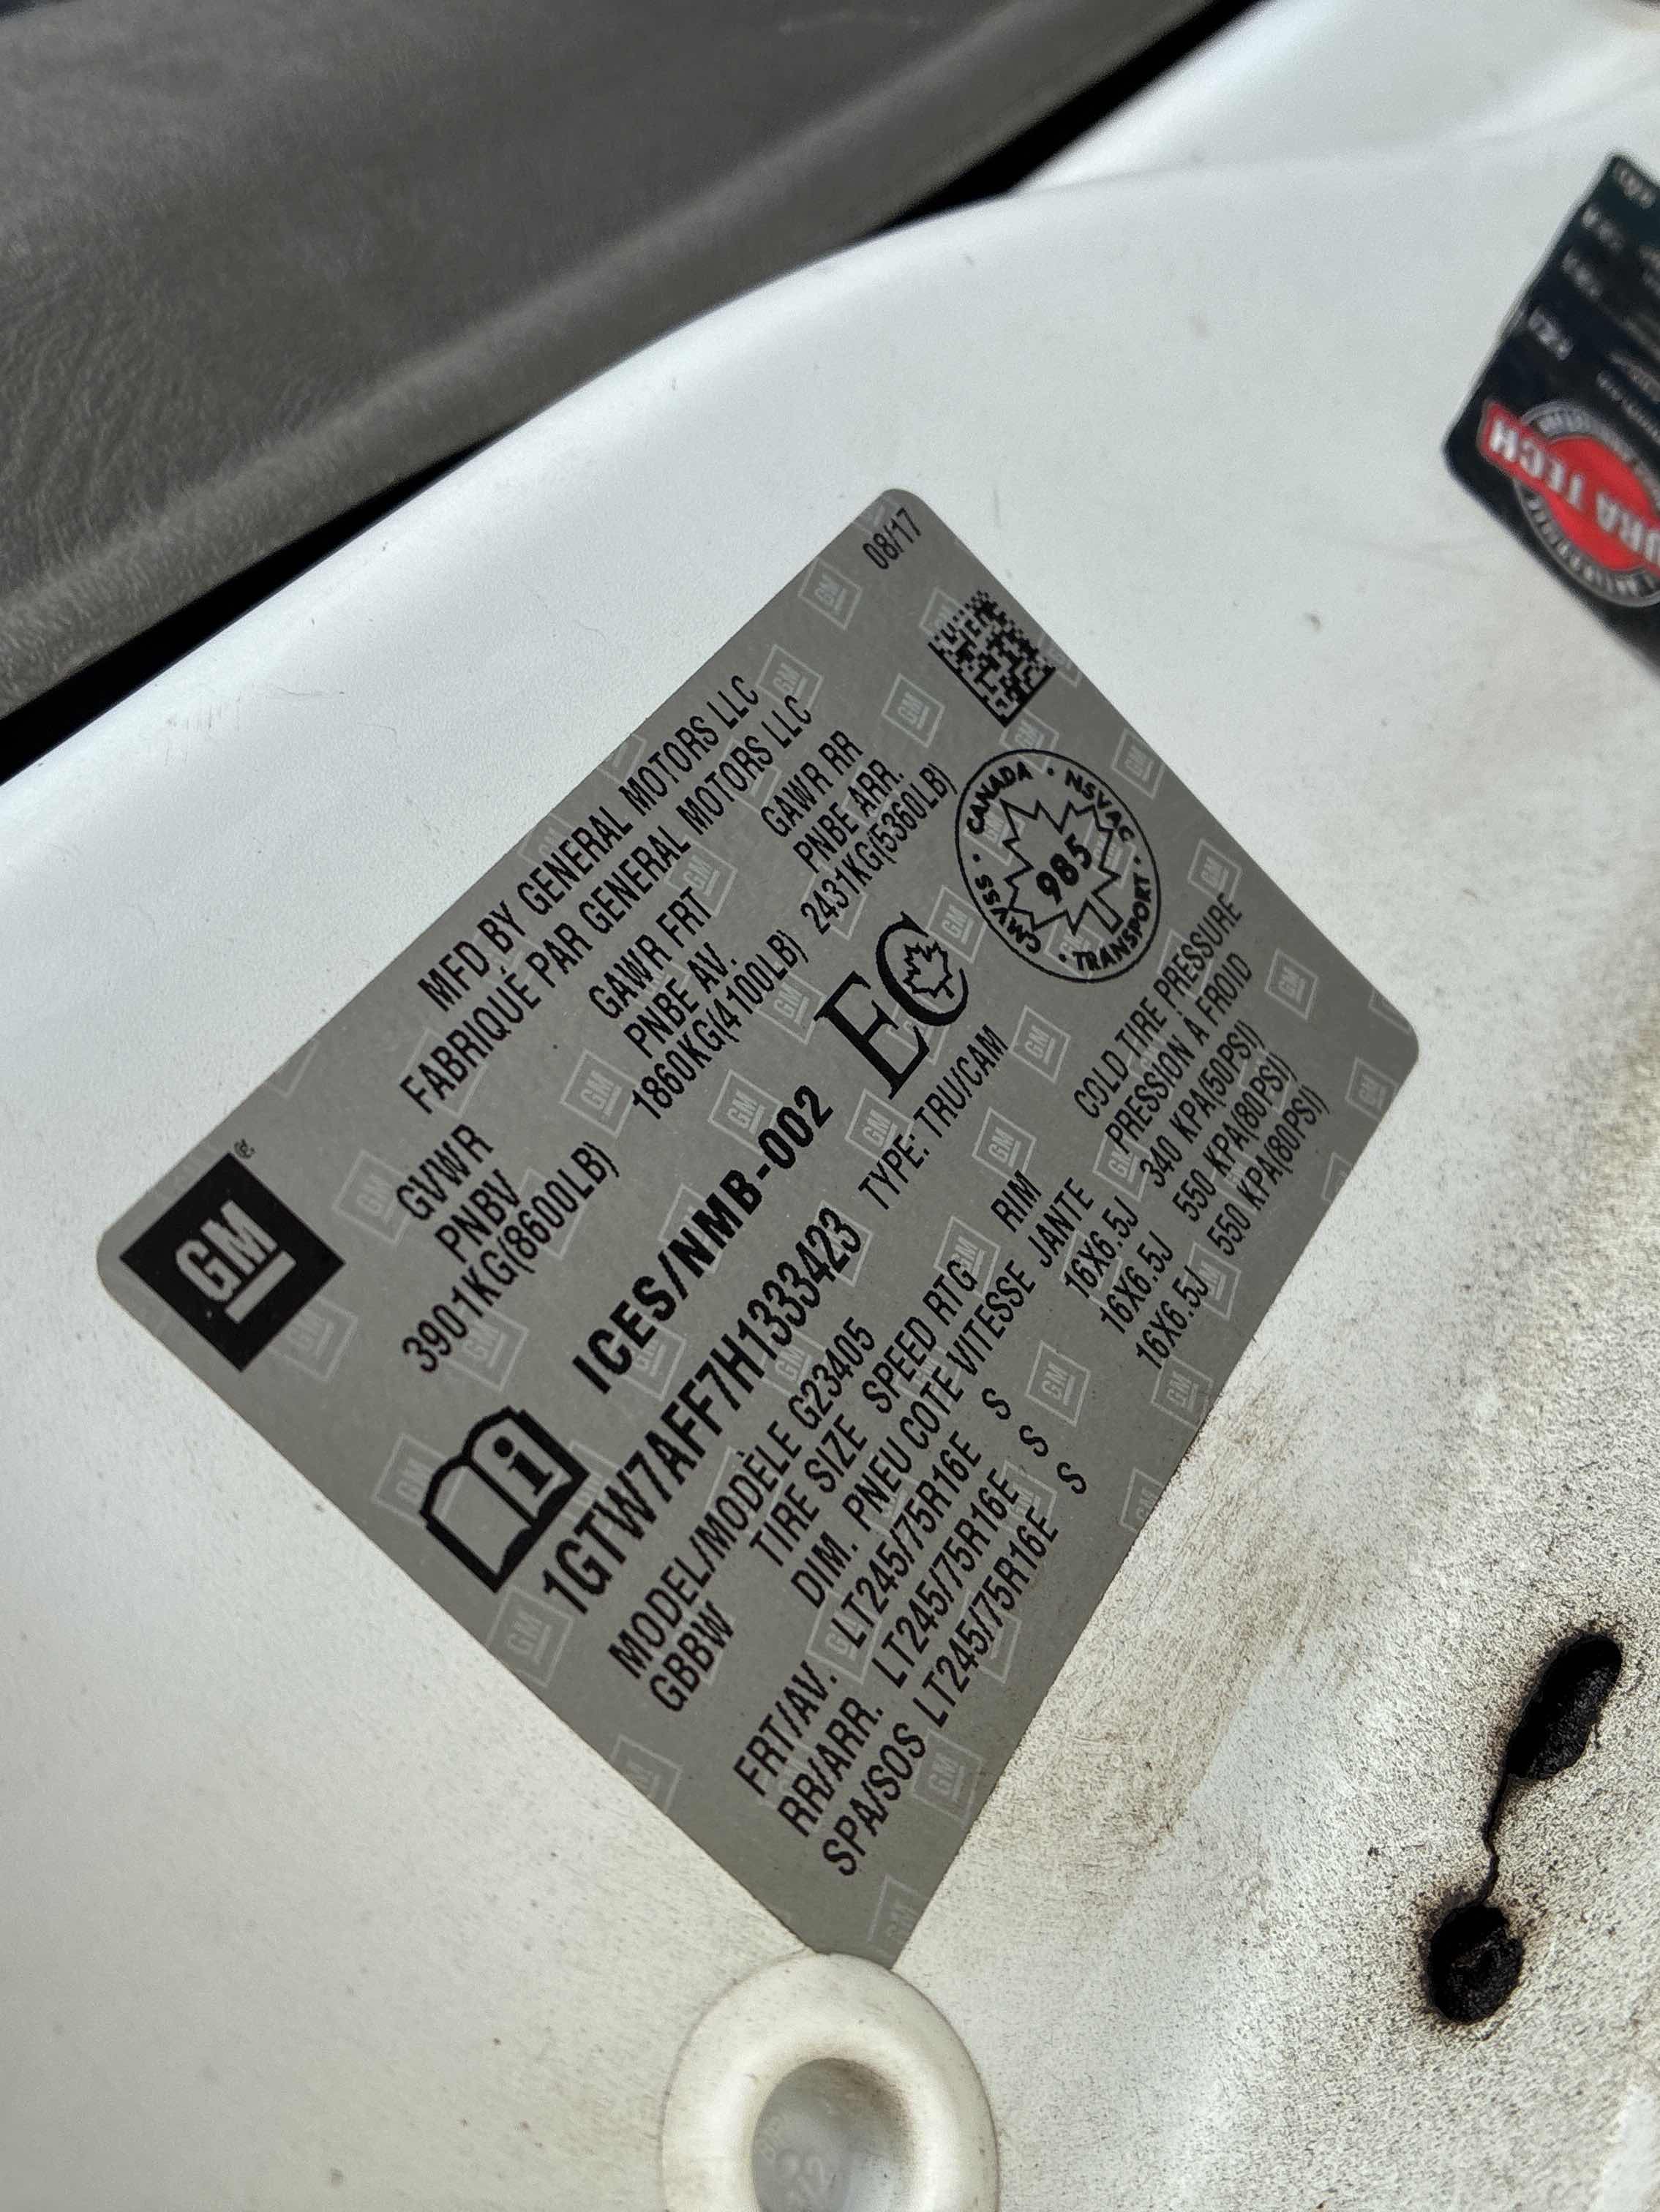 GM
MFD BY GENERAL MOTORS LLC
FABRIQUÉ PAR GENERAL MOTORS LLC
08/17
GVWR GAWR FRT GAWR RR
PNBV PNBE AV. PNBE ARR.
3901KG(8600LB) 1860KG(4100LB) 2431KG(5360LB)
ICES/NMB-002 EC
CANADA • NSVAC • TRANSPORT • CMVSS •
985
1GTW7AFF7H1333423 TYPE: TRU/CAM
MODEL/MODÈLE G23405
GBBW TIRE SIZE SPEED RTG RIM COLD TIRE PRESSURE
DIM. PNEU COTE VITESSE JANTE PRESSION À FROID
FRT/AV. LT245/75R16E S 16X6.5J 340 KPA(50PSI)
RR/ARR. LT245/75R16E S 16X6.5J 550 KPA(80PSI)
SPA/SOS LT245/75R16E S 16X6.5J 550 KPA(80PSI)
TECH